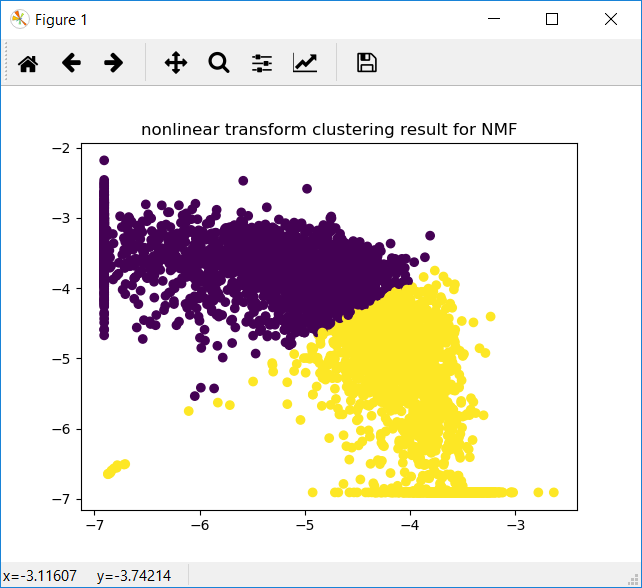 Figure 1
nonlinear transform clustering result for NMF
−2
−3
−4
−5
−6
−7
−7 −6 −5 −4 −3
x=-3.11607 y=-3.74214